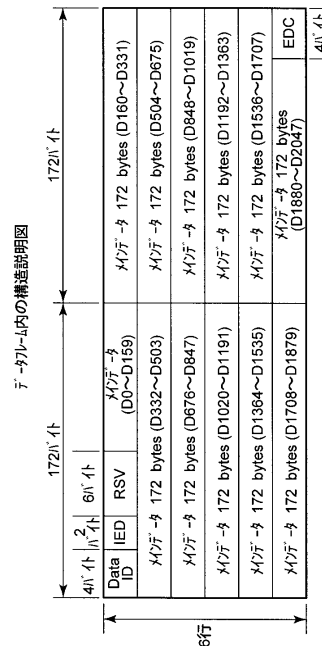 データフレーム内の構造説明図
172バイト
172バイト
4バイト
2バイト
6バイト
Data ID
IED
RSV
メインデータ (D0～D159)
メインデータ 172 bytes (D160～D331)
メインデータ 172 bytes (D332～D503)
メインデータ 172 bytes (D504～D675)
メインデータ 172 bytes (D676～D847)
メインデータ 172 bytes (D848～D1019)
メインデータ 172 bytes (D1020～D1191)
メインデータ 172 bytes (D1192～D1363)
メインデータ 172 bytes (D1364～D1535)
メインデータ 172 bytes (D1536～D1707)
メインデータ 172 bytes (D1708～D1879)
メインデータ 172 bytes
(D1880～D2047)
EDC
4バイト
6行